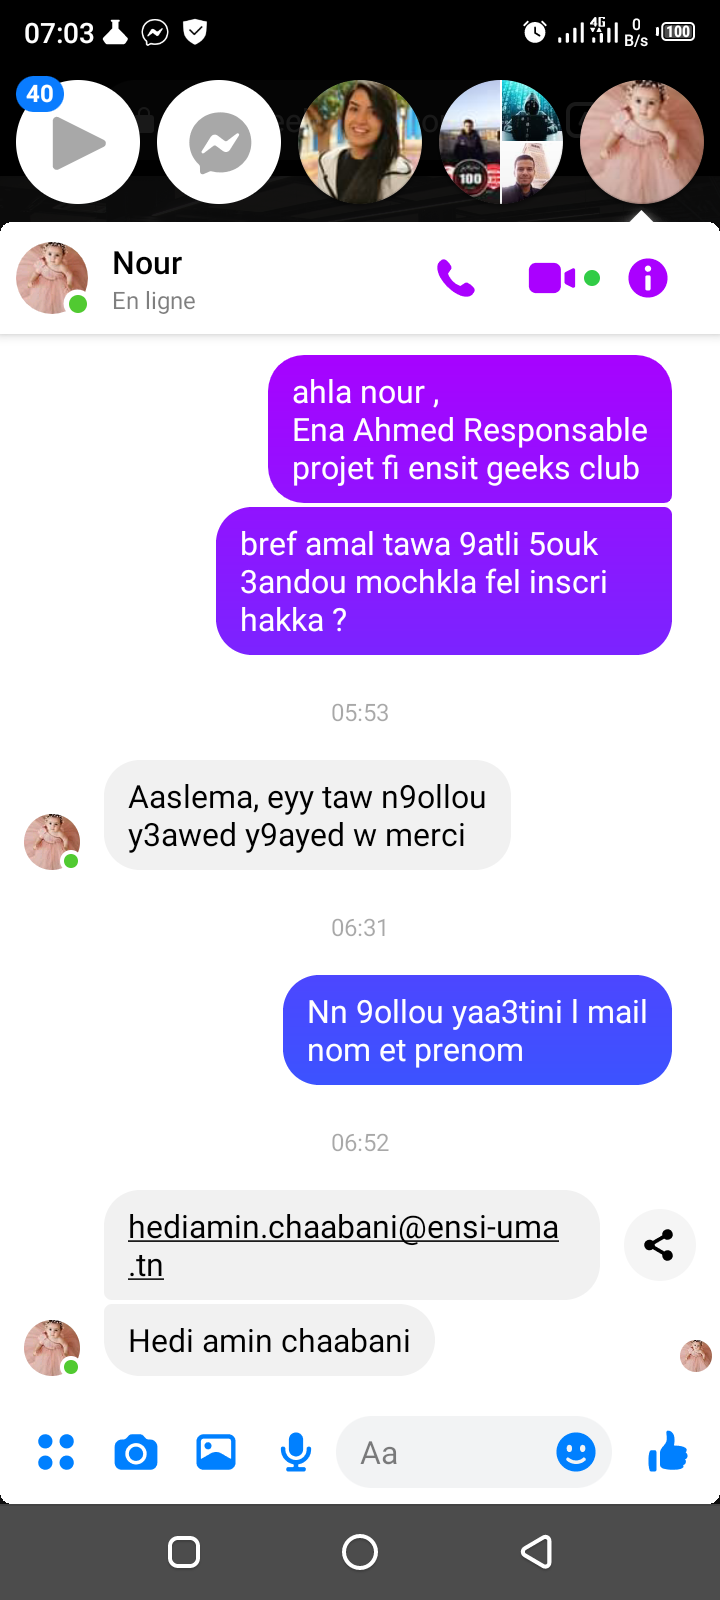 07:03
4G
0
B/s
100
40
100
Nour
En ligne
ahla nour ,
Ena Ahmed Responsable
projet fi ensit geeks club
bref amal tawa 9atli 5ouk
3andou mochkla fel inscri
hakka ?
05:53
Aaslema, eyy taw n9ollou
y3awed y9ayed w merci
06:31
Nn 9ollou yaa3tini l mail
nom et prenom
06:52
hediamin.chaabani@ensi-uma
.tn
Hedi amin chaabani
Aa